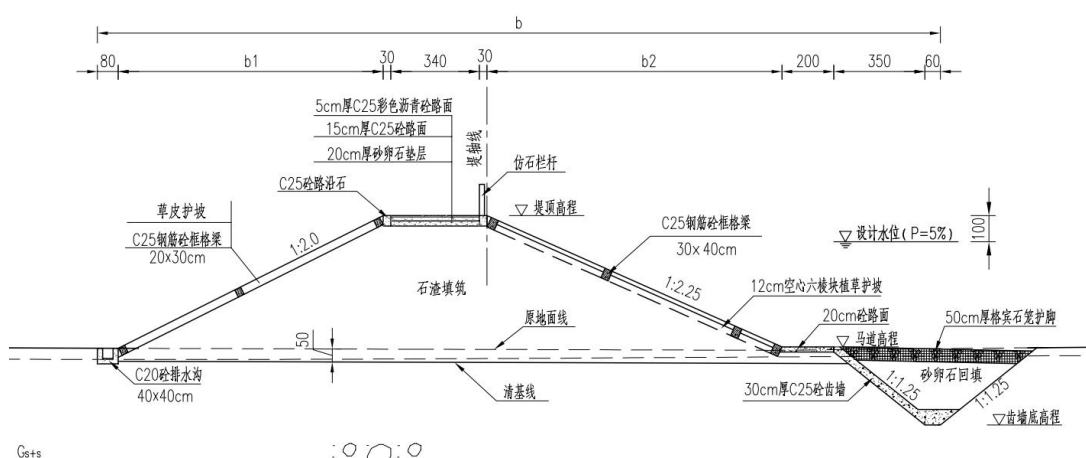 b
80
b1
30
340
30
b2
200
350
60
5cm厚C25彩色沥青砼路面
15cm厚C25砼路面
20cm厚砂卵石垫层
堤轴线
仿石栏杆
C25砼路沿石
堤顶高程
草皮护坡
C25钢筋砼框格梁
20×30cm
1:2.0
C25钢筋砼框格梁
30×40cm
设计水位(P=5%)
100
石渣填筑
1:2.25
12cm空心六棱块植草护坡
20cm砼路面
50cm厚格宾石笼护脚
原地面线
50
马道高程
砂卵石回填
C20砼排水沟
40×40cm
清基线
30cm厚C25砼齿墙
1:1.25
1:1.25
齿墙底高程
Gs+s